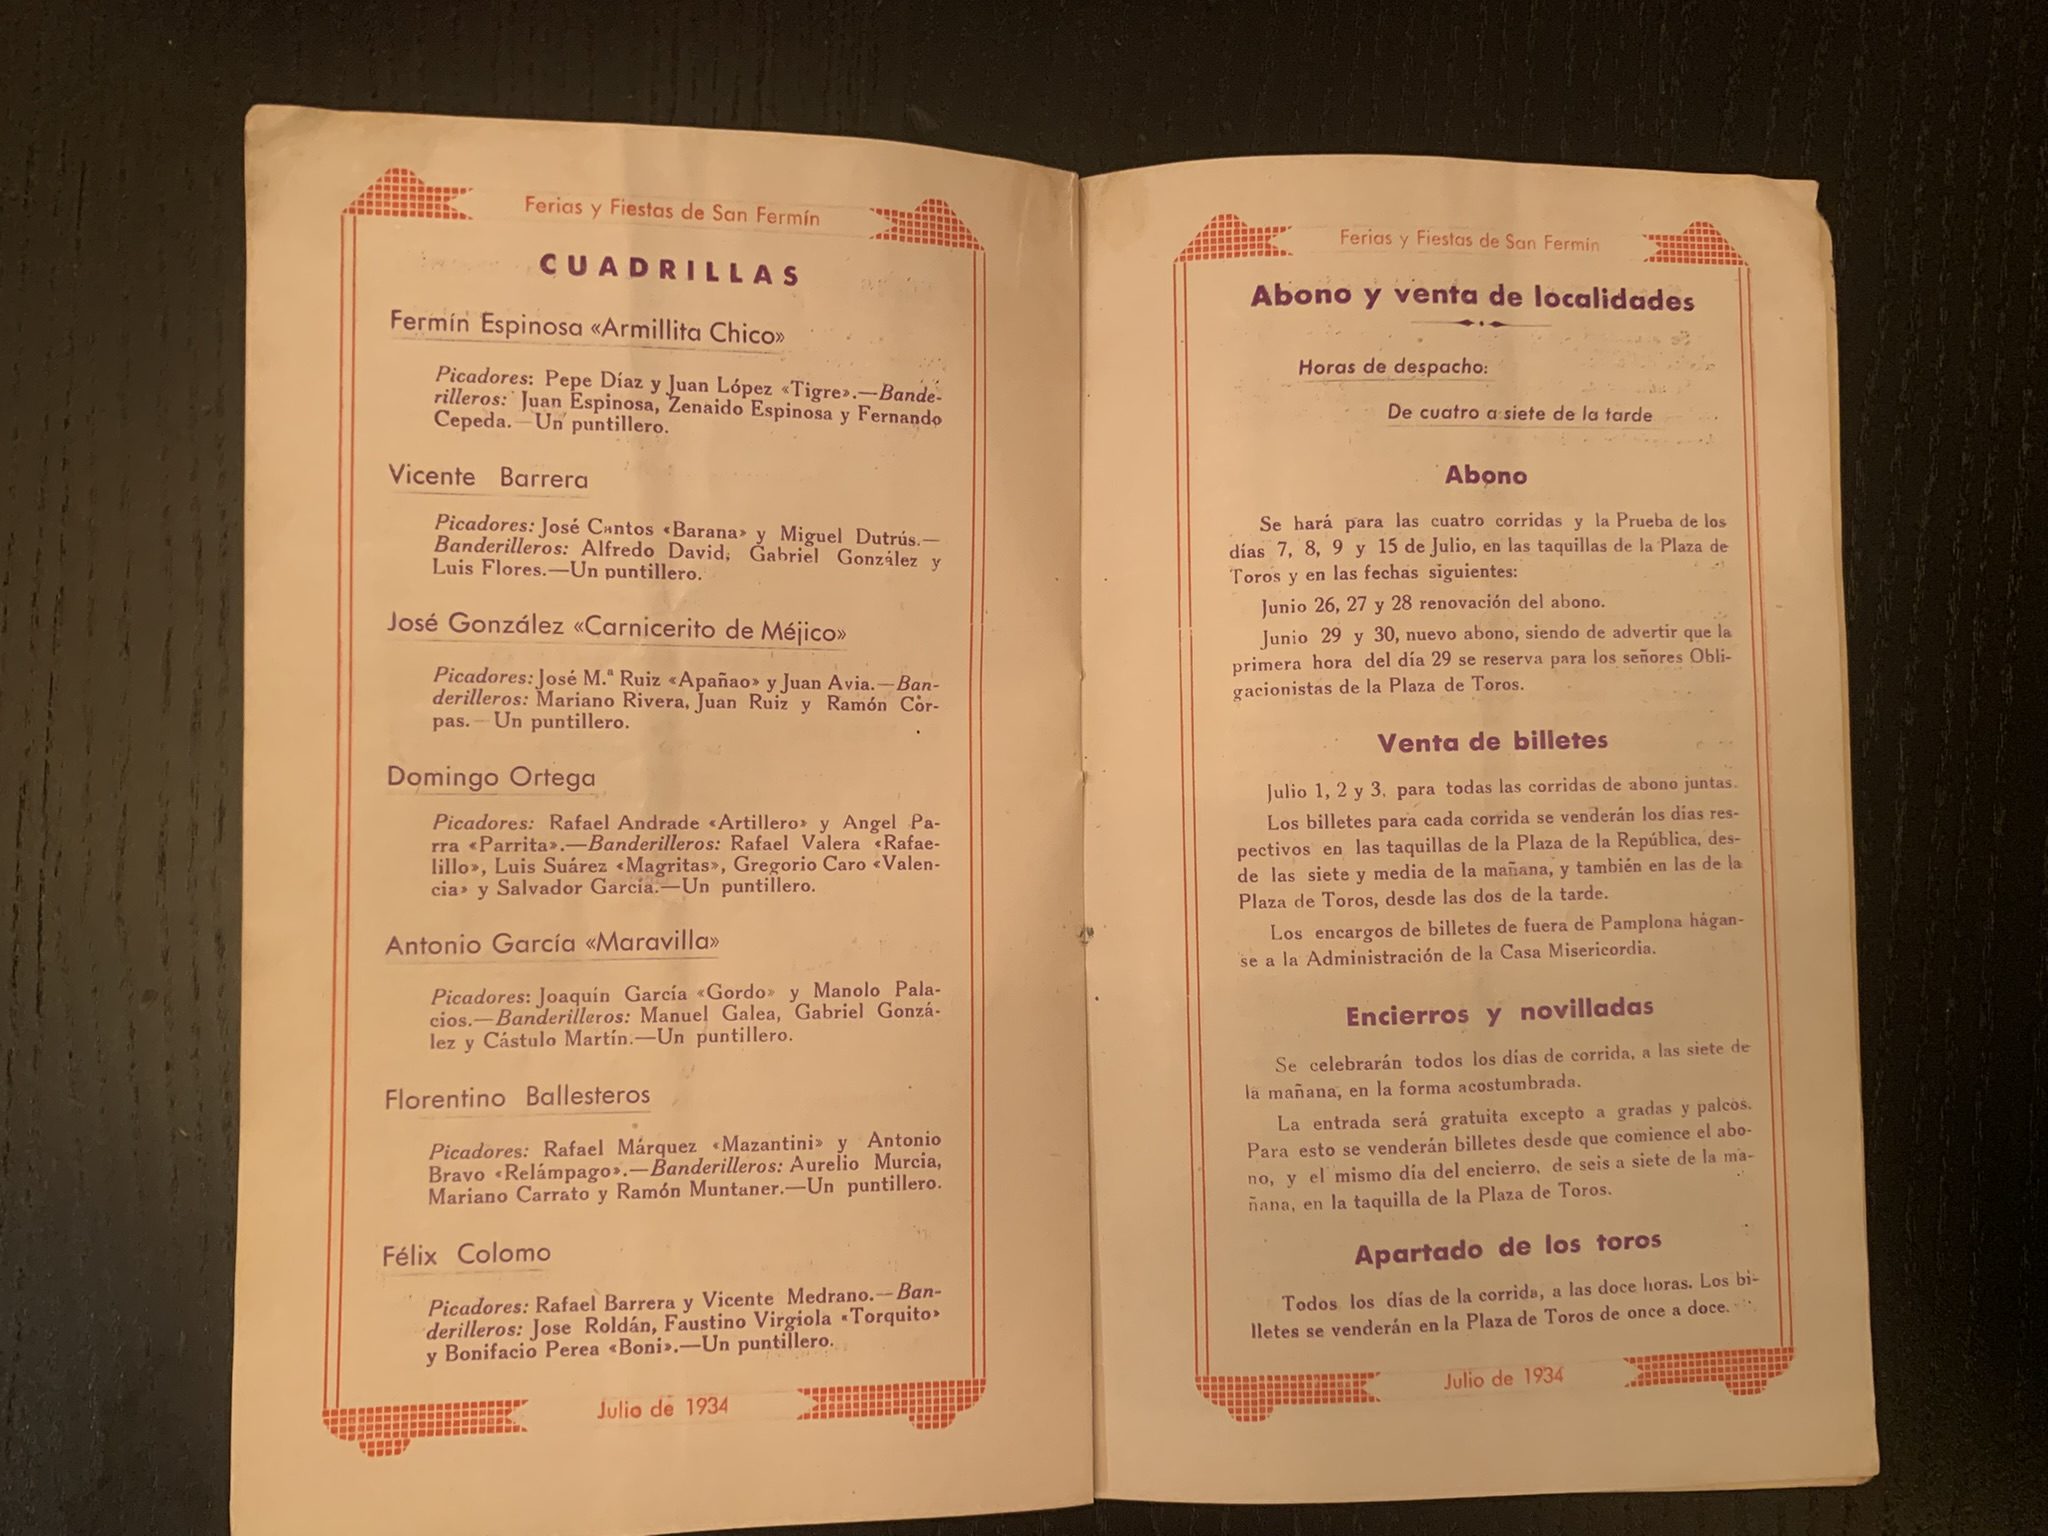 Ferias y Fiestas de San Fermín
CUADRILLAS
Fermín Espinosa «Armillita Chico»
Picadores: Pepe Díaz y Juan López «Tigre».—Bande-
rilleros: Juan Espinosa, Zenaido Espinosa y Fernando
Cepeda.—Un puntillero.
Vicente Barrera
Picadores: José Cantos «Barana» y Miguel Dutrús.—
Banderilleros: Alfredo David, Gabriel González y
Luis Flores.—Un puntillero.
José González «Carnicerito de Méjico»
Picadores: José M.ª Ruiz «Apañao» y Juan Avia.—Ban-
derilleros: Mariano Rivera, Juan Ruiz y Ramón Cor-
pas.—Un puntillero.
Domingo Ortega
Picadores: Rafael Andrade «Artillero» y Angel Pa-
rra «Parrita».—Banderilleros: Rafael Valera «Rafae-
lillo», Luis Suárez «Magritas», Gregorio Caro «Valen-
cia» y Salvador García.—Un puntillero.
Antonio García «Maravilla»
Picadores: Joaquín García «Gordo» y Manolo Pala-
cios.—Banderilleros: Manuel Galea, Gabriel Gonzá-
lez y Cástulo Martín.—Un puntillero.
Florentino Ballesteros
Picadores: Rafael Márquez «Mazantini» y Antonio
Bravo «Relámpago».—Banderilleros: Aurelio Murcia,
Mariano Carrato y Ramón Muntaner.—Un puntillero.
Félix Colomo
Picadores: Rafael Barrera y Vicente Medrano.—Ban-
derilleros: Jose Roldán, Faustino Virgiola «Torquito»
y Bonifacio Perea «Boni».—Un puntillero.
Julio de 1934
Ferias y Fiestas de San Fermín
Abono y venta de localidades
Horas de despacho:
De cuatro a siete de la tarde
Abono
Se hará para las cuatro corridas y la Prueba de los
días 7, 8, 9 y 15 de Julio, en las taquillas de la Plaza de
Toros y en las fechas siguientes:
Junio 26, 27 y 28 renovación del abono.
Junio 29 y 30, nuevo abono, siendo de advertir que la
primera hora del día 29 se reserva para los señores Obli-
gacionistas de la Plaza de Toros.
Venta de billetes
Julio 1, 2 y 3, para todas las corridas de abono juntas.
Los billetes para cada corrida se venderán los días res-
pectivos en las taquillas de la Plaza de la República, des-
de las siete y media de la mañana, y también en las de la
Plaza de Toros, desde las dos de la tarde.
Los encargos de billetes de fuera de Pamplona hágan-
se a la Administración de la Casa Misericordia.
Encierros y novilladas
Se celebrarán todos los días de corrida, a las siete de
la mañana, en la forma acostumbrada.
La entrada será gratuita excepto a gradas y palcos.
Para esto se venderán billetes desde que comience el abo-
no, y el mismo día del encierro, de seis a siete de la ma-
ñana, en la taquilla de la Plaza de Toros.
Apartado de los toros
Todos los días de la corrida, a las doce horas. Los bi-
lletes se venderán en la Plaza de Toros de once a doce.
Julio de 1934